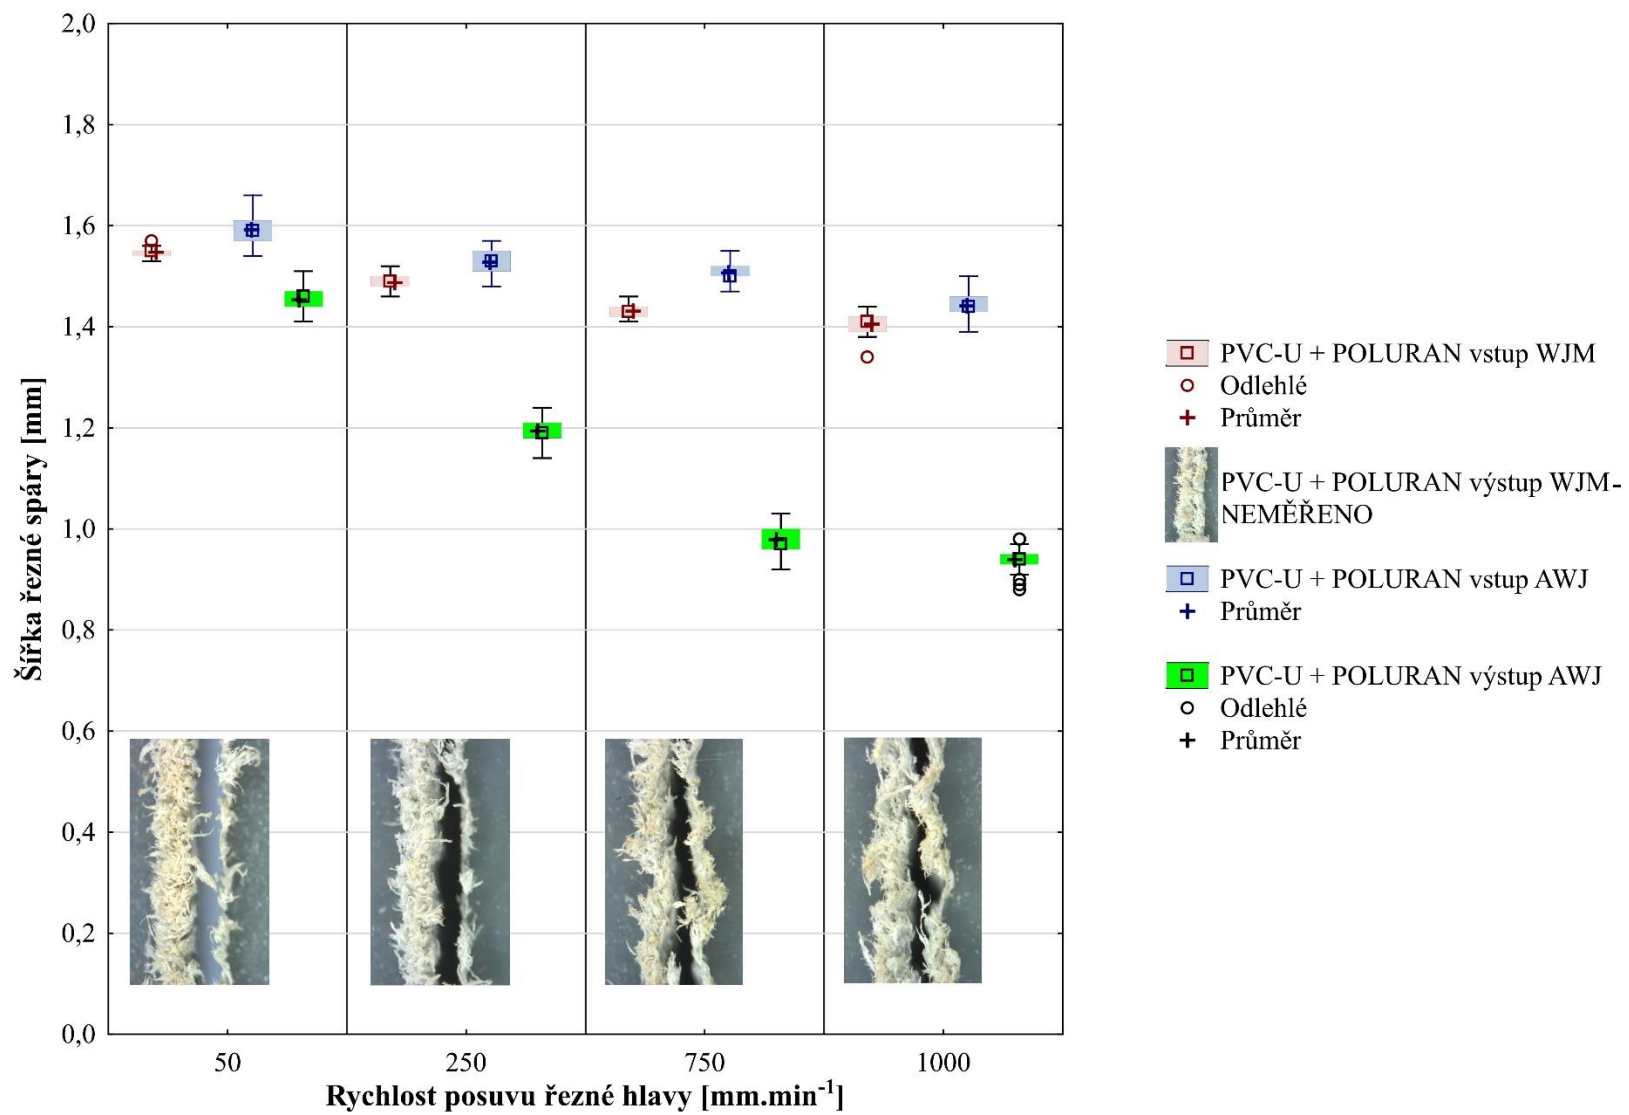 2,0
1,8
1,6
1,4
1,2
1,0
0,8
0,6
0,4
0,2
0,0
Šířka řezné spáry [mm]
50 250 750 1000
Rychlost posuvu řezné hlavy [mm.min⁻¹]
PVC-U + POLURAN vstup WJM
Odlehlé
Průměr
PVC-U + POLURAN výstup WJM-
NEMĚŘENO
PVC-U + POLURAN vstup AWJ
Průměr
PVC-U + POLURAN výstup AWJ
Odlehlé
Průměr